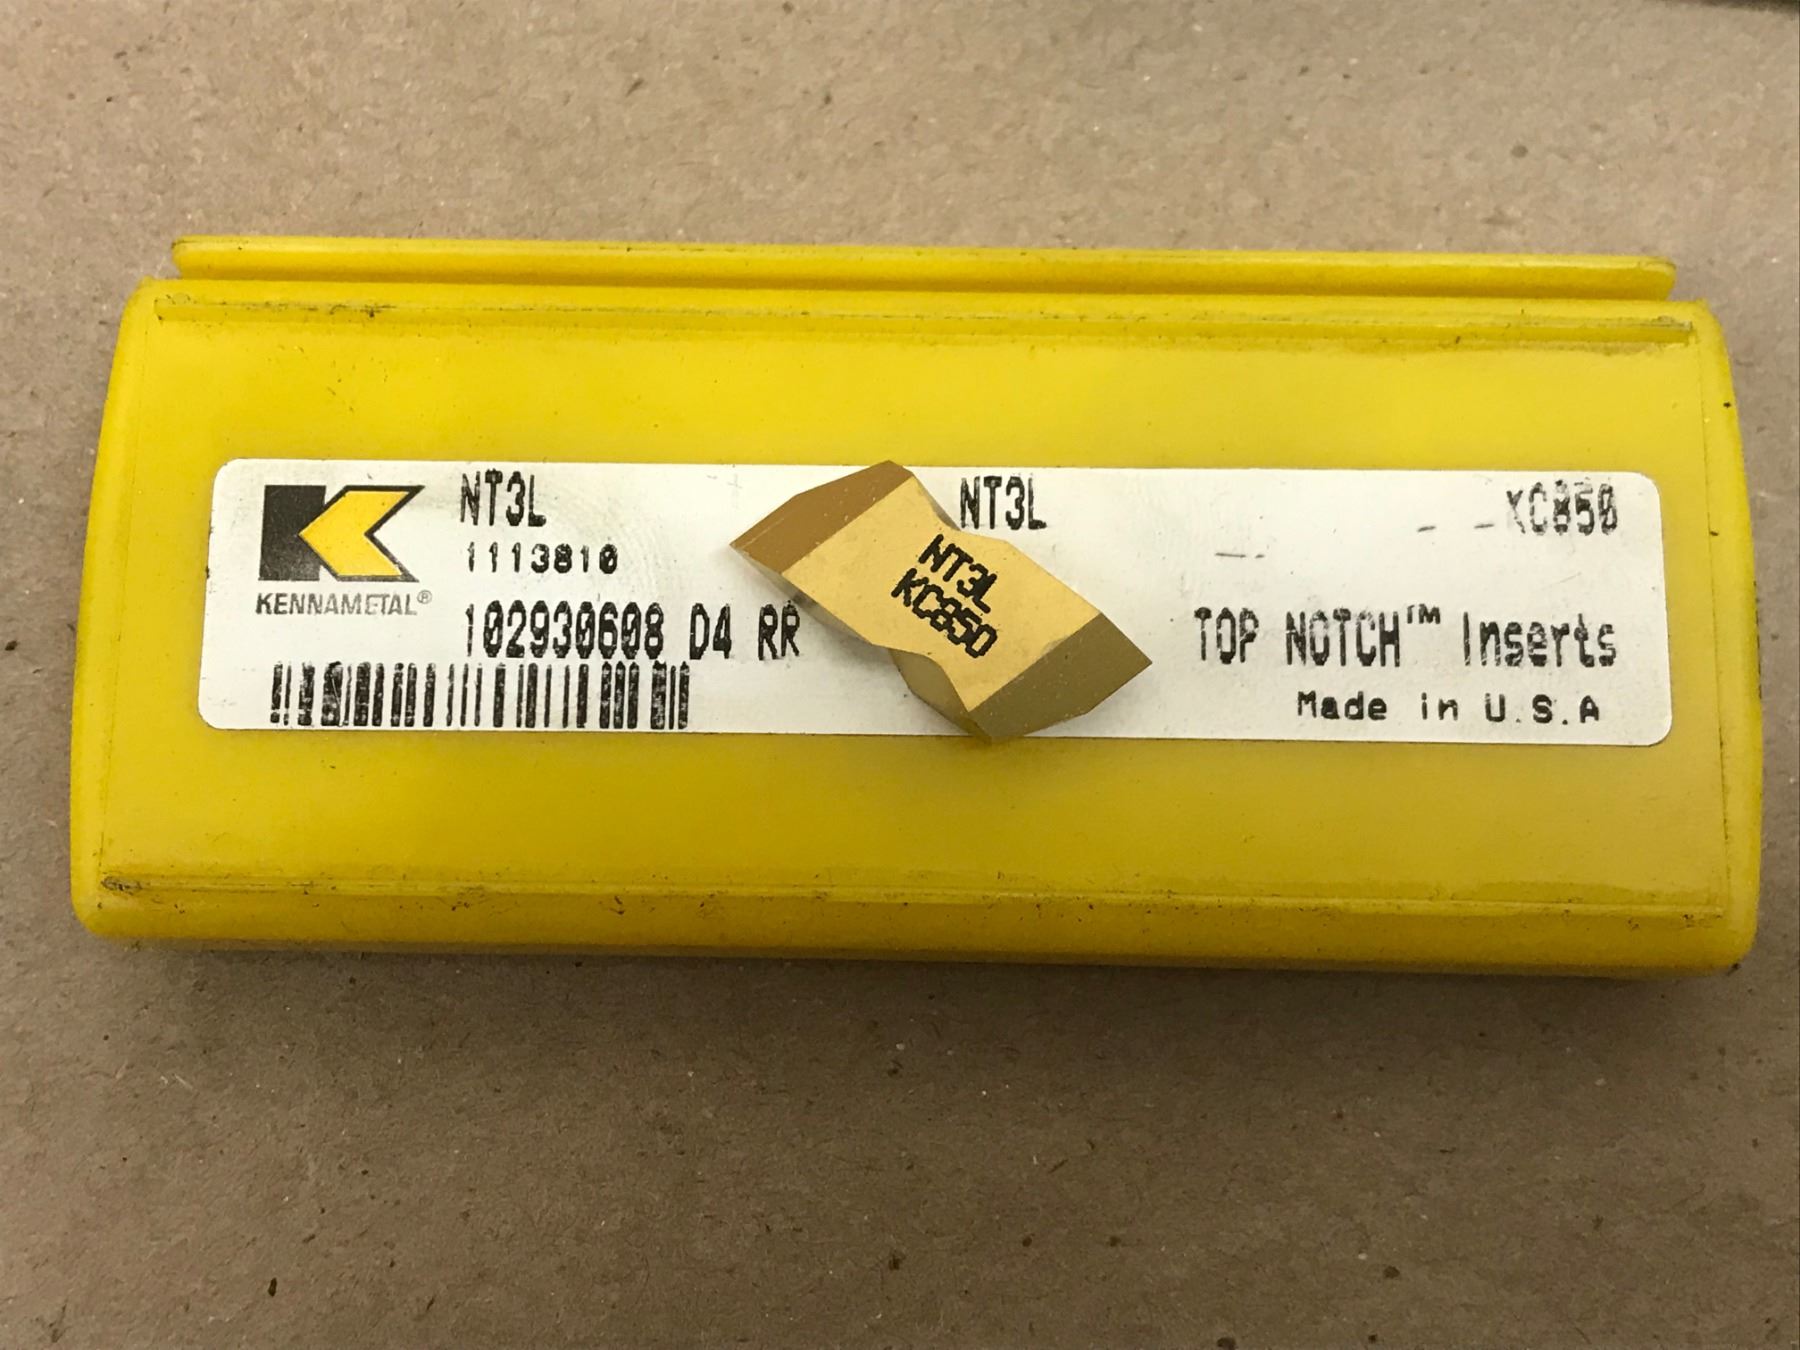 NT3L
1113810
102930608 D4 RR
KENNAMETAL®
NT3L
KC850
TOP NOTCH™ Inserts
Made in U.S.A
NT3L
KC850